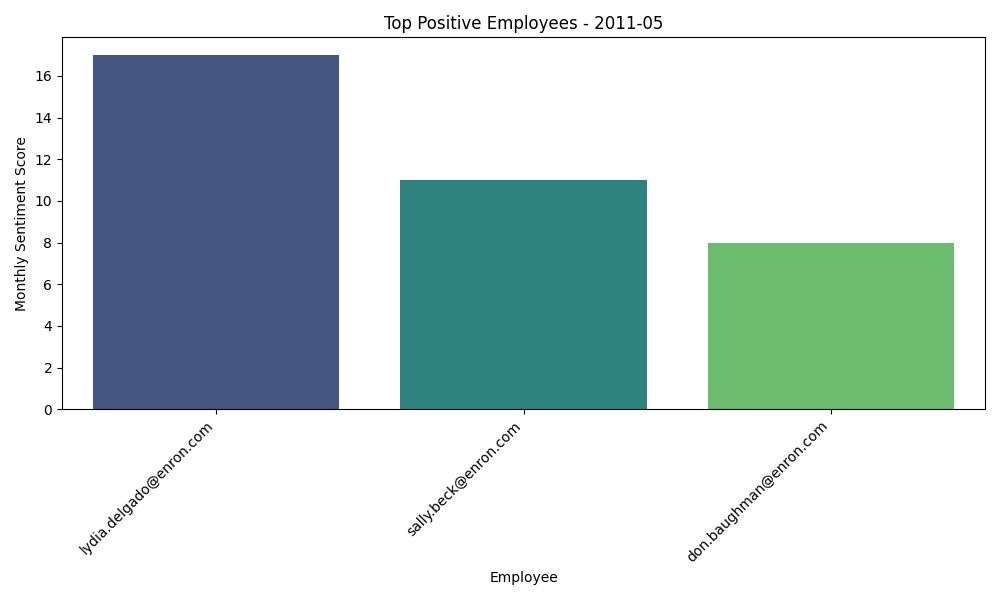 Top Positive Employees - 2011-05
Monthly Sentiment Score
16
14
12
10
8
6
4
2
0
lydia.delgado@enron.com
sally.beck@enron.com
don.baughman@enron.com
Employee